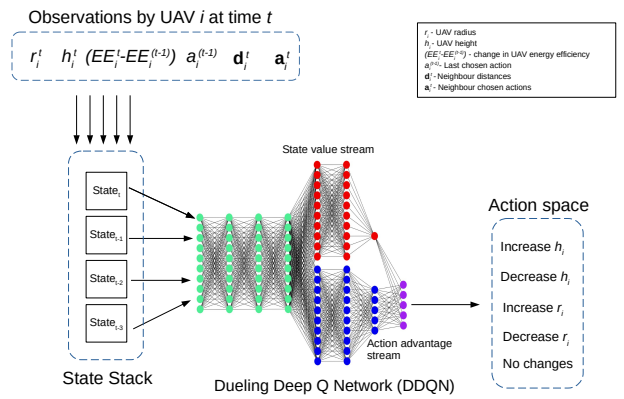 Observations by UAV i at time t
r_i^t h_i^t (EE_i^t-EE_i^(t-1)) a_i^(t-1) d_i^t a_i^t
r_i - UAV radius
h_i - UAV height
(EE_i^t-EE_i^(t-1)) - change in UAV energy efficiency
a_i^(t-1) - Last chosen action
d_i^t - Neighbour distances
a_i^t - Neighbour chosen actions
State_t
State_t-1
State_t-2
State_t-3
State Stack
State value stream
Action advantage
stream
Dueling Deep Q Network (DDQN)
Action space
Increase h_i
Decrease h_i
Increase r_i
Decrease r_i
No changes